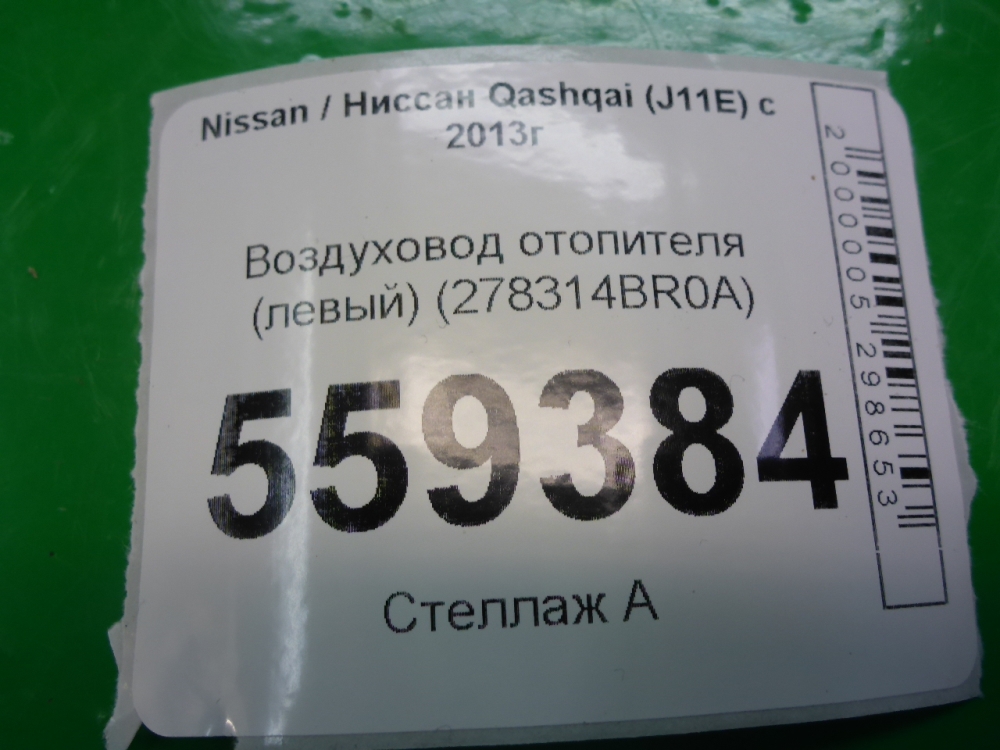 Nissan / Ниссан Qashqai (J11E) с
2013г
Воздуховод отопителя
(левый) (278314BR0A)
559384
Стеллаж А
2000005298653